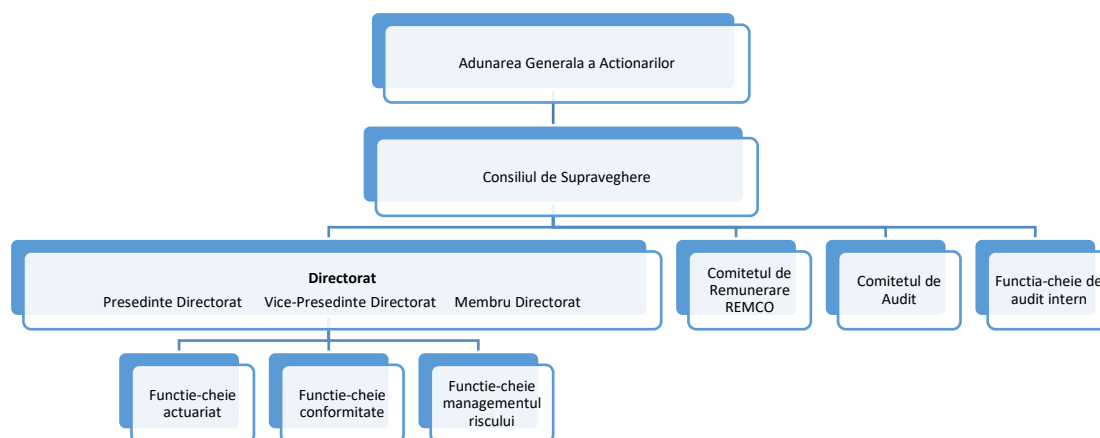 Adunarea Generala a Actionarilor
Consiliul de Supraveghere
Directorat
Presedinte Directorat Vice-Presedinte Directorat Membru Directorat
Comitetul de
Remunerare
REMCO
Comitetul de
Audit
Functia-cheie de
audit intern
Functie-cheie
actuariat
Functie-cheie
conformitate
Functie-cheie
managementul
riscului